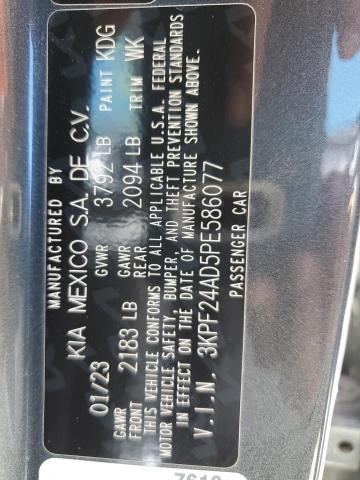 MANUFACTURED BY
KIA MEXICO S.A. DE C.V.
01/23 GVWR 3792 LB PAINT KDG
GAWR FRONT 2183 LB GAWR REAR 2094 LB TRIM WK
THIS VEHICLE CONFORMS TO ALL APPLICABLE U.S.A. FEDERAL
MOTOR VEHICLE SAFETY, BUMPER, AND THEFT PREVENTION STANDARDS
IN EFFECT ON THE DATE OF MANUFACTURE SHOWN ABOVE.
V.I.N. 3KPF24AD5PE586077
PASSENGER CAR